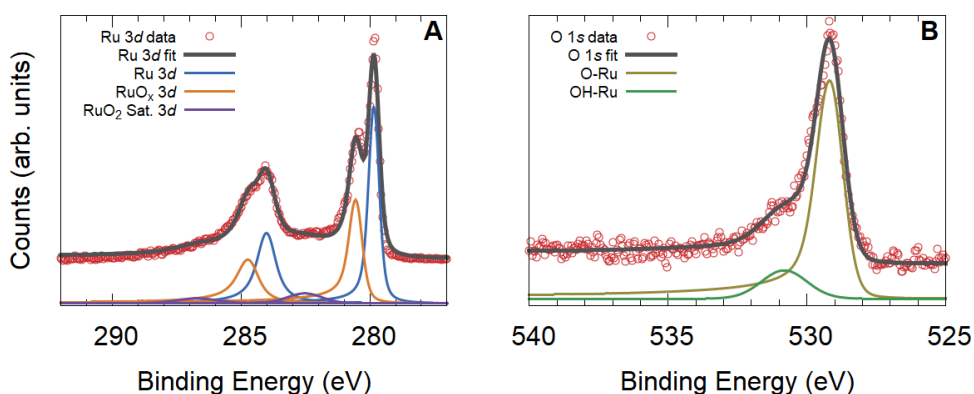 A
Ru 3d data
Ru 3d fit
Ru 3d
RuOx 3d
RuO2 Sat. 3d
Counts (arb. units)
290 285 280
Binding Energy (eV)
B
O 1s data
O 1s fit
O-Ru
OH-Ru
540 535 530 525
Binding Energy (eV)